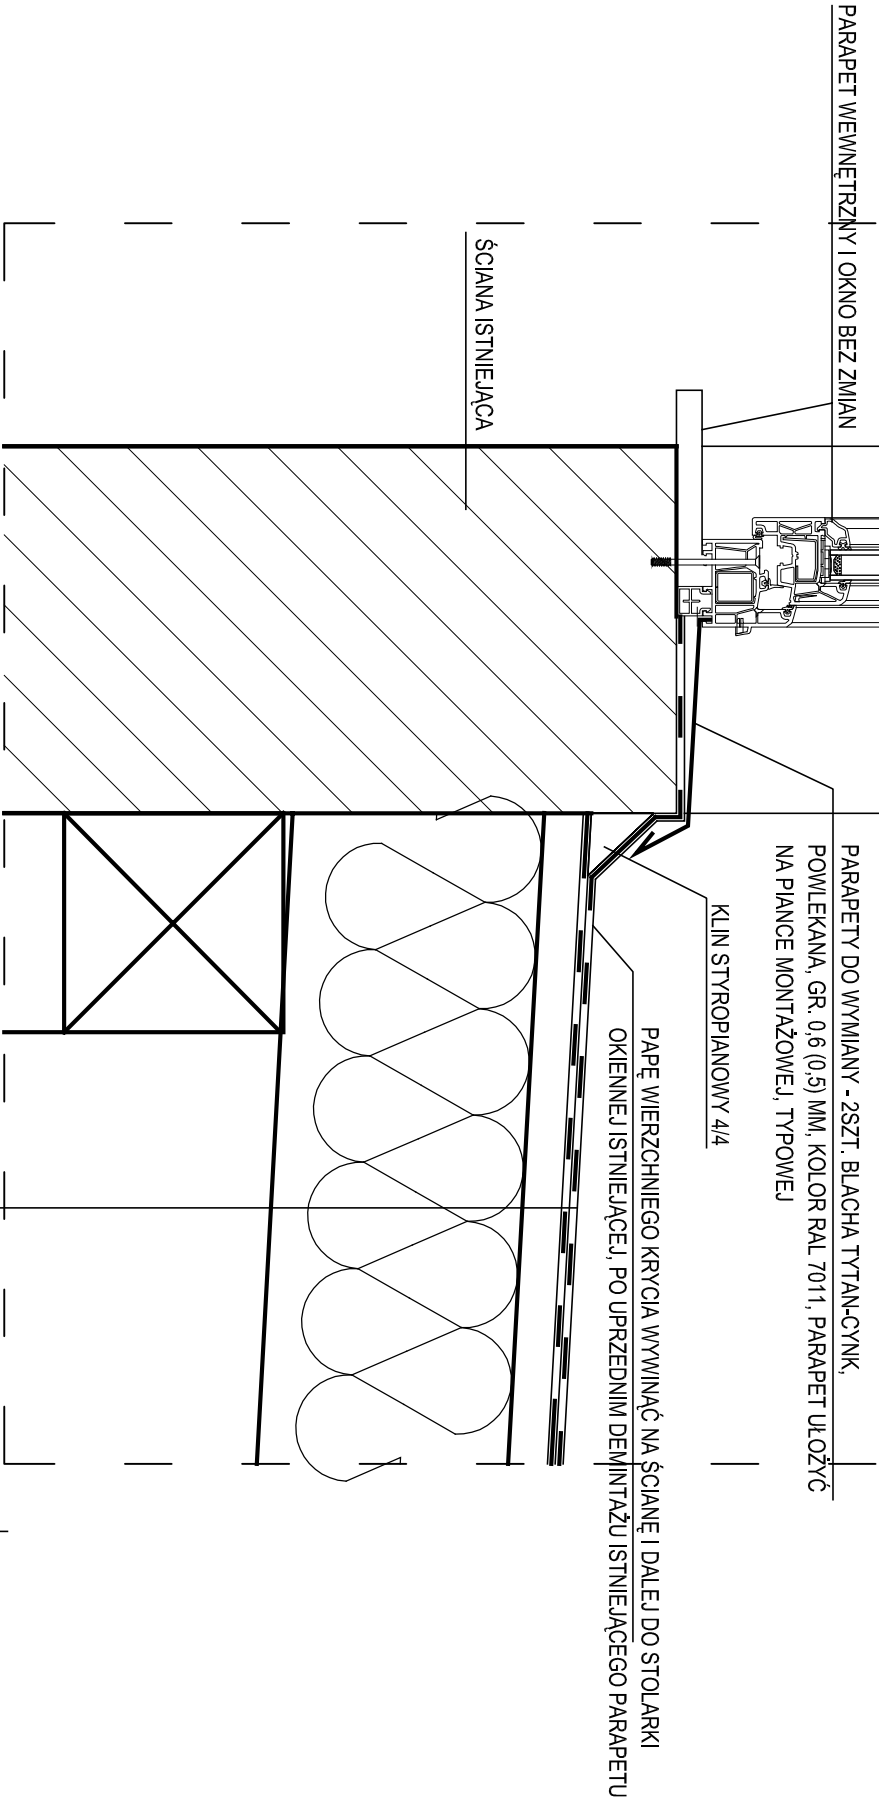 PARAPET WEWNĘTRZNY I OKNO BEZ ZMIAN
PARAPETY DO WYMIANY - 2SZT. BLACHA TYTAN-CYNK,
POWLEKANA, GR. 0,6 (0,5) MM, KOLOR RAL 7011, PARAPET UŁOŻYĆ
NA PIANCE MONTAŻOWEJ, TYPOWEJ
KLIN STYROPIANOWY 4/4
PAPĘ WIERZCHNIEGO KRYCIA WYWINĄĆ NA ŚCIANĘ I DALEJ DO STOLARKI
OKIENNEJ ISTNIEJĄCEJ, PO UPRZEDNIM DEMINTAŻU ISTNIEJĄCEGO PARAPETU
ŚCIANA ISTNIEJĄCA